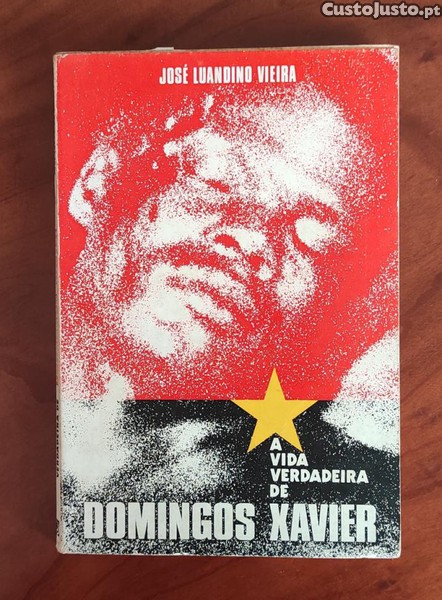 CustoJusto.pt
JOSÉ LUANDINO VIEIRA
A
VIDA
VERDADEIRA
DE
DOMINGOS XAVIER